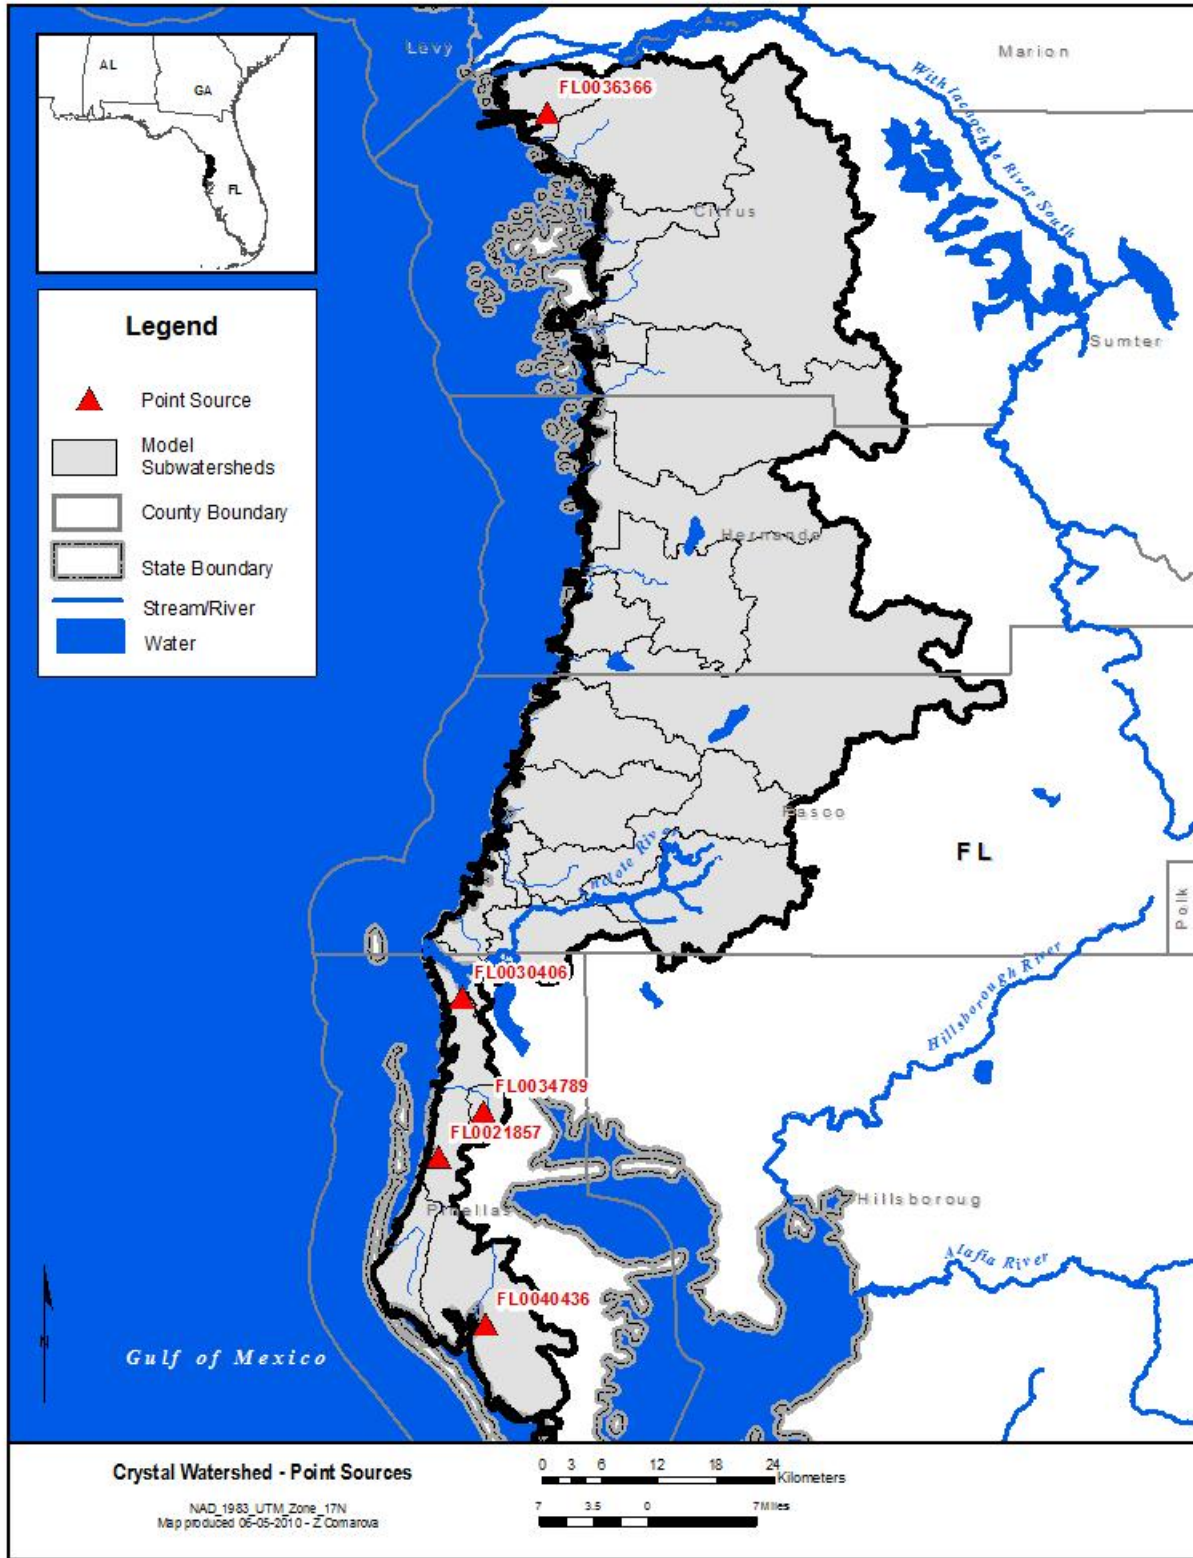 Levy
Marion
AL
GA
FL
FL0036366
Withlacoochee River South
Citrus
Sumter
Legend
Point Source
Model
Subwatersheds
County Boundary
State Boundary
Stream/River
Water
Hernando
Pasco
FL
Anclote River
Polk
FL0030406
Hillsborough River
FL0034789
FL0021857
Pinellas
Hillsboroug
Alafia River
FL0040436
N
Gulf of Mexico
Crystal Watershed - Point Sources
NAD_1983_UTM_Zone_17N
Map produced 06-05-2010 - Z.Comarova
0 3 6 12 18 24
Kilometers
7 3.5 0 7 Miles